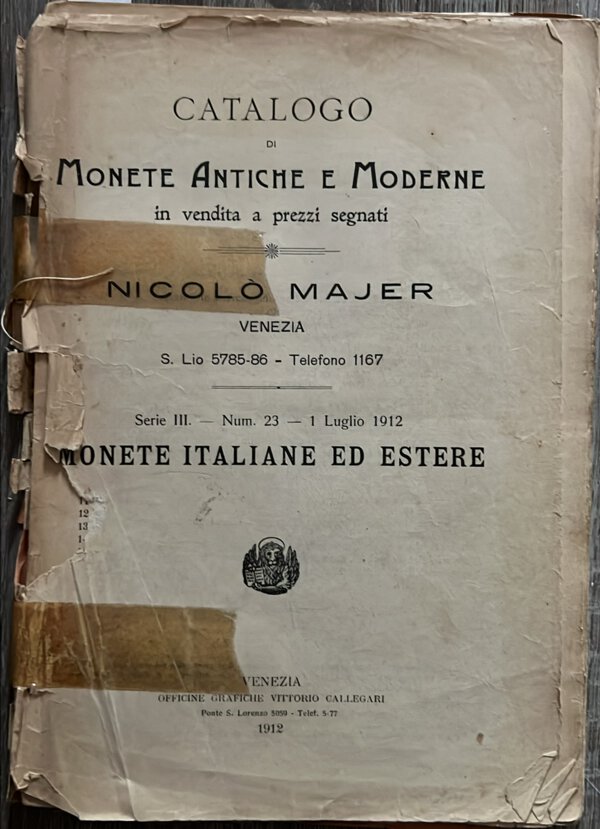 CATALOGO
DI
MONETE ANTICHE E MODERNE
in vendita a prezzi segnati
NICOLÒ MAJER
VENEZIA
S. Lio 5785-86 - Telefono 1167
Serie III. — Num. 23 — 1 Luglio 1912
MONETE ITALIANE ED ESTERE
12
13
VENEZIA
OFFICINE GRAFICHE VITTORIO CALLEGARI
Ponte S. Lorenzo 5059 - Telef. 5-77
1912